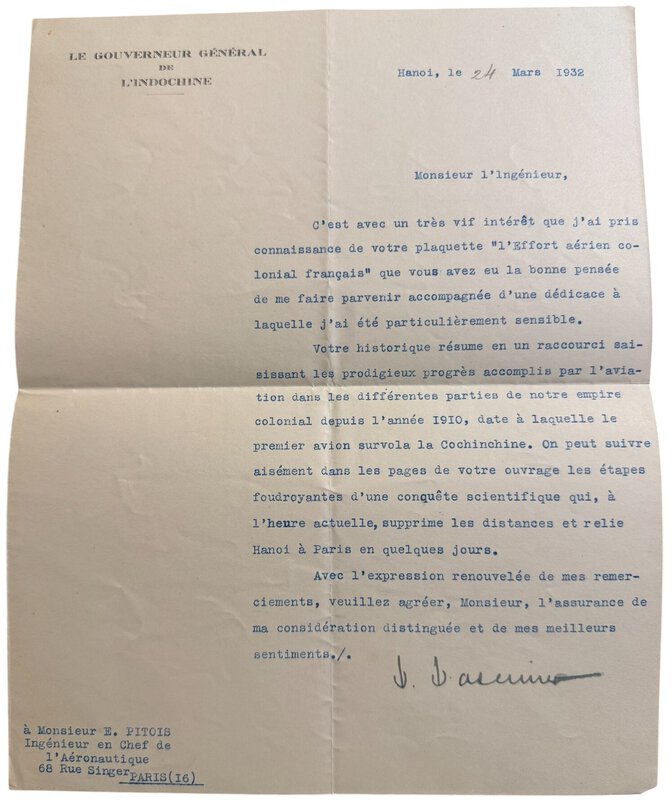 LE GOUVERNEUR GÉNÉRAL
DE
L'INDOCHINE
Hanoi, le 24 Mars I932
Monsieur l'Ingénieur,
C'est avec un très vif intérêt que j'ai pris
connaissance de votre plaquette "l'Effort aérien co-
lonial français" que vous avez eu la bonne pensée
de me faire parvenir accompagnée d'une dédicace à
laquelle j'ai été particulièrement sensible.
Votre historique résume en un raccourci sai-
sissant les prodigieux progrès accomplis par l'avia-
tion dans les différentes parties de notre empire
colonial depuis l'année I9IO, date à laquelle le
premier avion survola la Cochinchine. On peut suivre
aisément dans les pages de votre ouvrage les étapes
foudroyantes d'une conquête scientifique qui, à
l'heure actuelle, supprime les distances et relie
Hanoi à Paris en quelques jours.
Avec l'expression renouvelée de mes remer-
ciements, veuillez agréer, Monsieur, l'assurance de
ma considération distinguée et de mes meilleurs
sentiments./.
à Monsieur E. PITOIS
Ingénieur en Chef de
l'Aéronautique
68 Rue Singer
PARIS(I6)